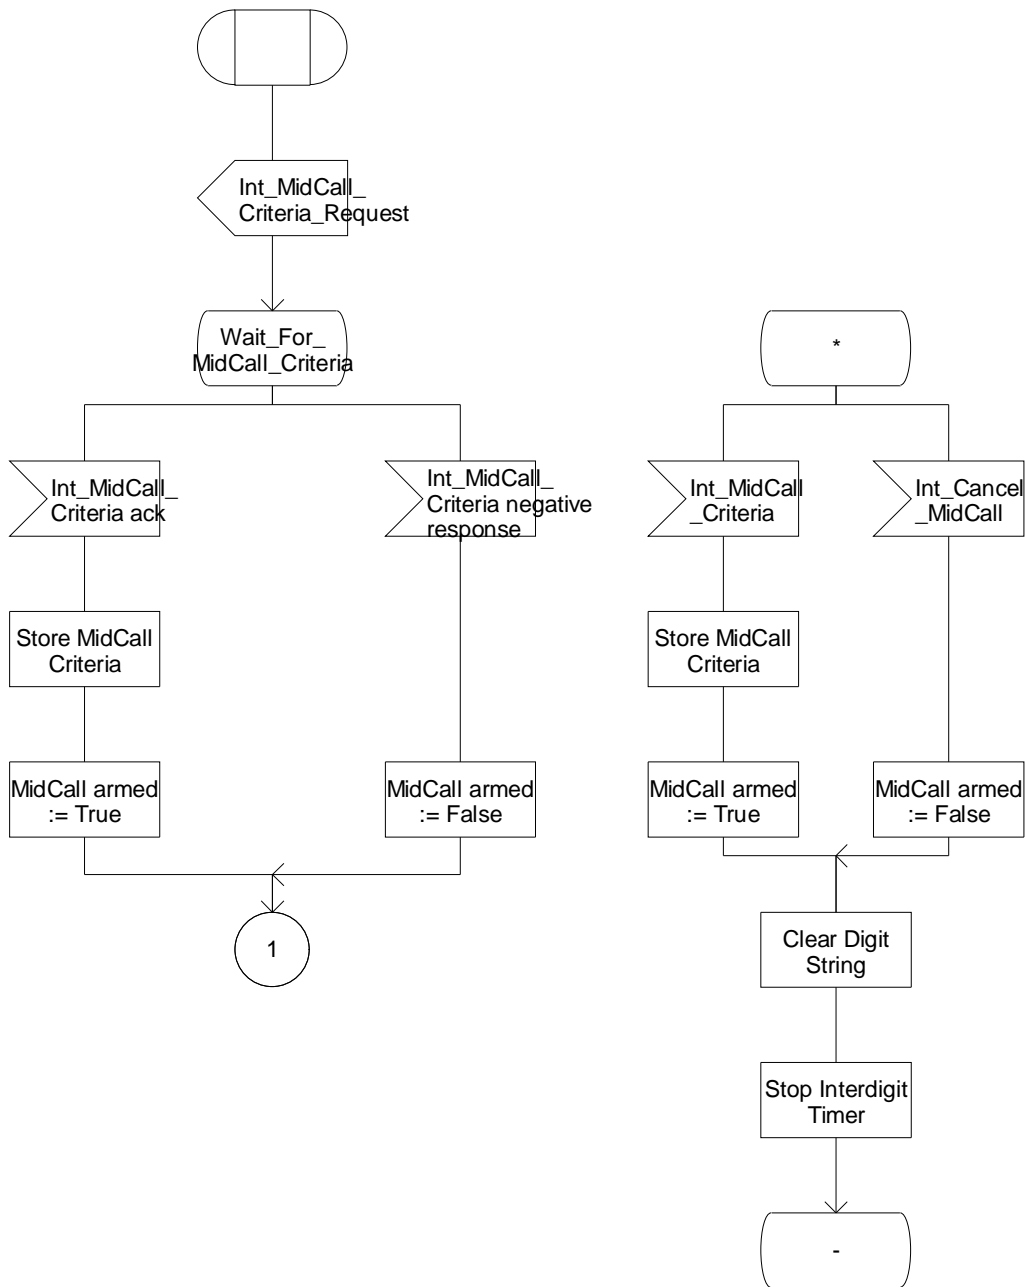 Int_MidCall_
Criteria_Request
Wait_For_
MidCall_Criteria
*
Int_MidCall_
Criteria ack
Int_MidCall_
Criteria negative
response
Int_MidCall
_Criteria
Int_Cancel
_MidCall
Store MidCall
Criteria
Store MidCall
Criteria
MidCall armed
:= True
MidCall armed
:= False
MidCall armed
:= True
MidCall armed
:= False
1
Clear Digit
String
Stop Interdigit
Timer
-